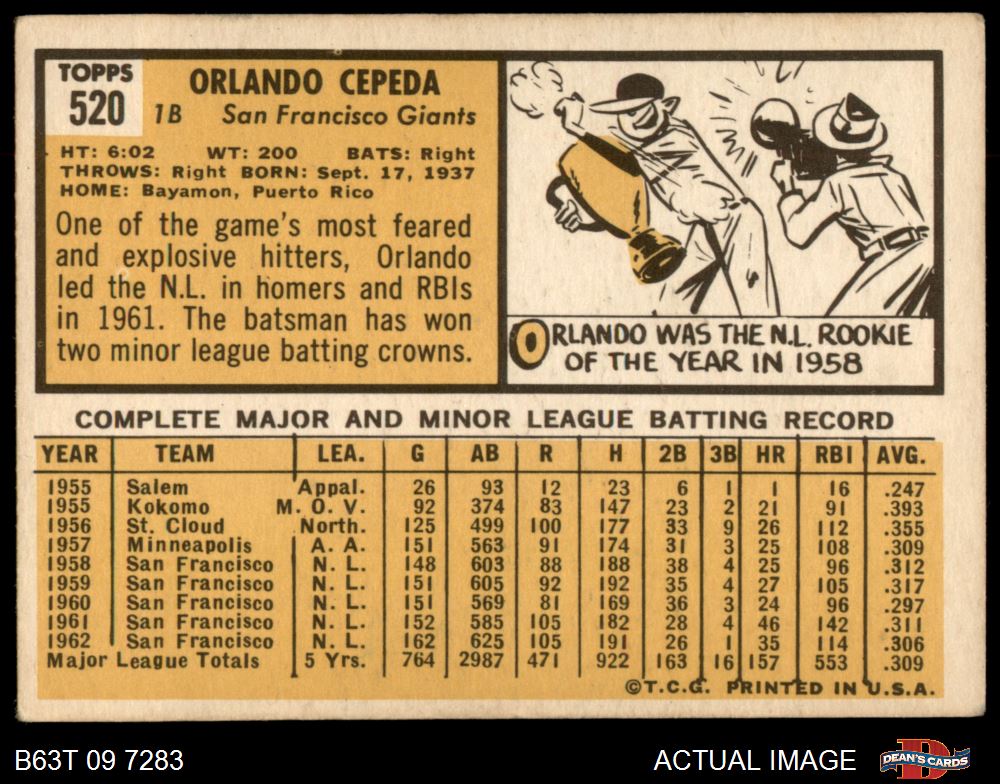 TOPPS
520
ORLANDO CEPEDA
1B San Francisco Giants
HT: 6:02 WT: 200 BATS: Right
THROWS: Right BORN: Sept. 17, 1937
HOME: Bayamon, Puerto Rico
One of the game's most feared
and explosive hitters, Orlando
led the N.L. in homers and RBIs
in 1961. The batsman has won
two minor league batting crowns.
ORLANDO WAS THE N.L. ROOKIE
OF THE YEAR IN 1958
COMPLETE MAJOR AND MINOR LEAGUE BATTING RECORD
YEAR TEAM LEA. G AB R H 2B 3B HR RBI AVG.
1955 Salem Appal. 26 93 12 23 6 1 1 16 .247
1955 Kokomo M. O. V. 92 374 83 147 23 2 21 91 .393
1956 St. Cloud North. 125 499 100 177 33 9 26 112 .355
1957 Minneapolis A. A. 151 563 91 174 31 3 25 108 .309
1958 San Francisco N. L. 148 603 88 188 38 4 25 96 .312
1959 San Francisco N. L. 151 605 92 192 35 4 27 105 .317
1960 San Francisco N. L. 151 569 81 169 36 3 24 96 .297
1961 San Francisco N. L. 152 585 105 182 28 4 46 142 .311
1962 San Francisco N. L. 162 625 105 191 26 1 35 114 .306
Major League Totals 5 Yrs. 764 2987 471 922 163 16 157 553 .309
©T.C.G. PRINTED IN U.S.A.
B63T 09 7283
ACTUAL IMAGE
D
DEAN'S CARDS